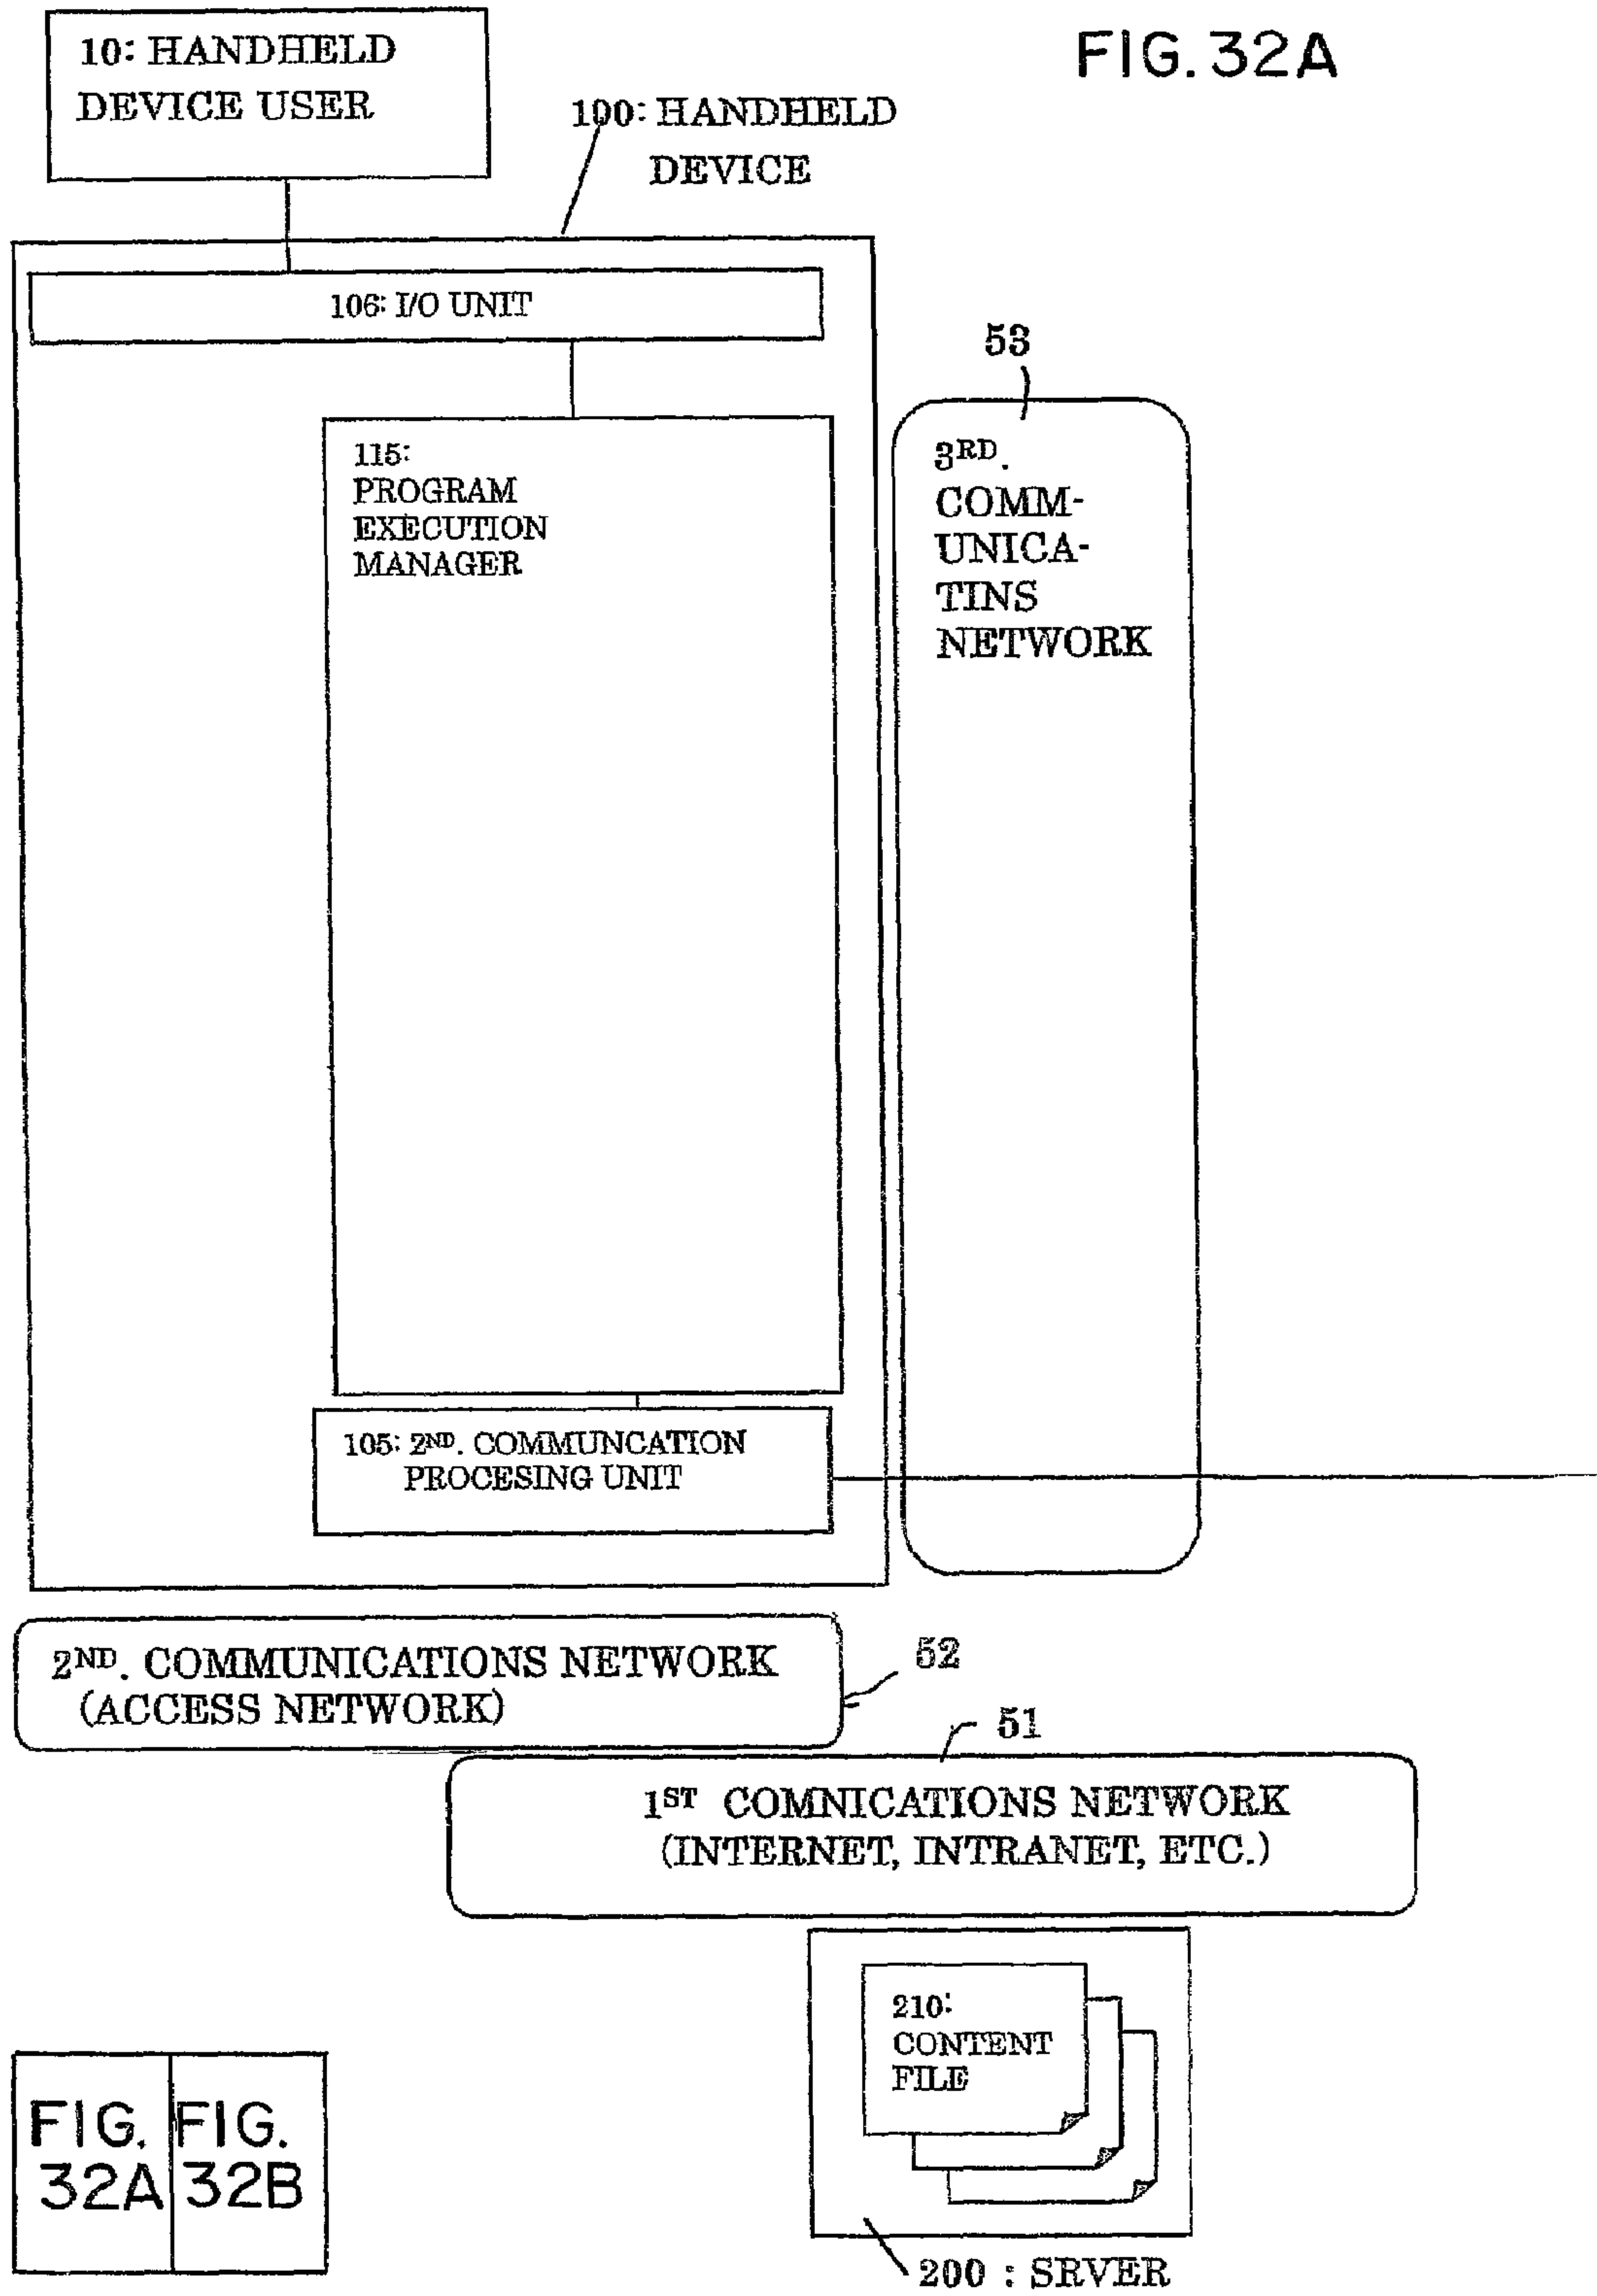 FIG. 32A
10: HANDHELD
DEVICE USER
100: HANDHELD
DEVICE
106: I/O UNIT
53
115:
PROGRAM
EXECUTION
MANAGER
3RD.
COMM-
UNICA-
TINS
NETWORK
105: 2ND. COMMUNCATION
PROCESING UNIT
2ND. COMMUNICATIONS NETWORK
(ACCESS NETWORK)
52
51
1ST COMNICATIONS NETWORK
(INTERNET, INTRANET, ETC.)
210:
CONTENT
FILE
FIG.
32A
FIG.
32B
200 : SRVER